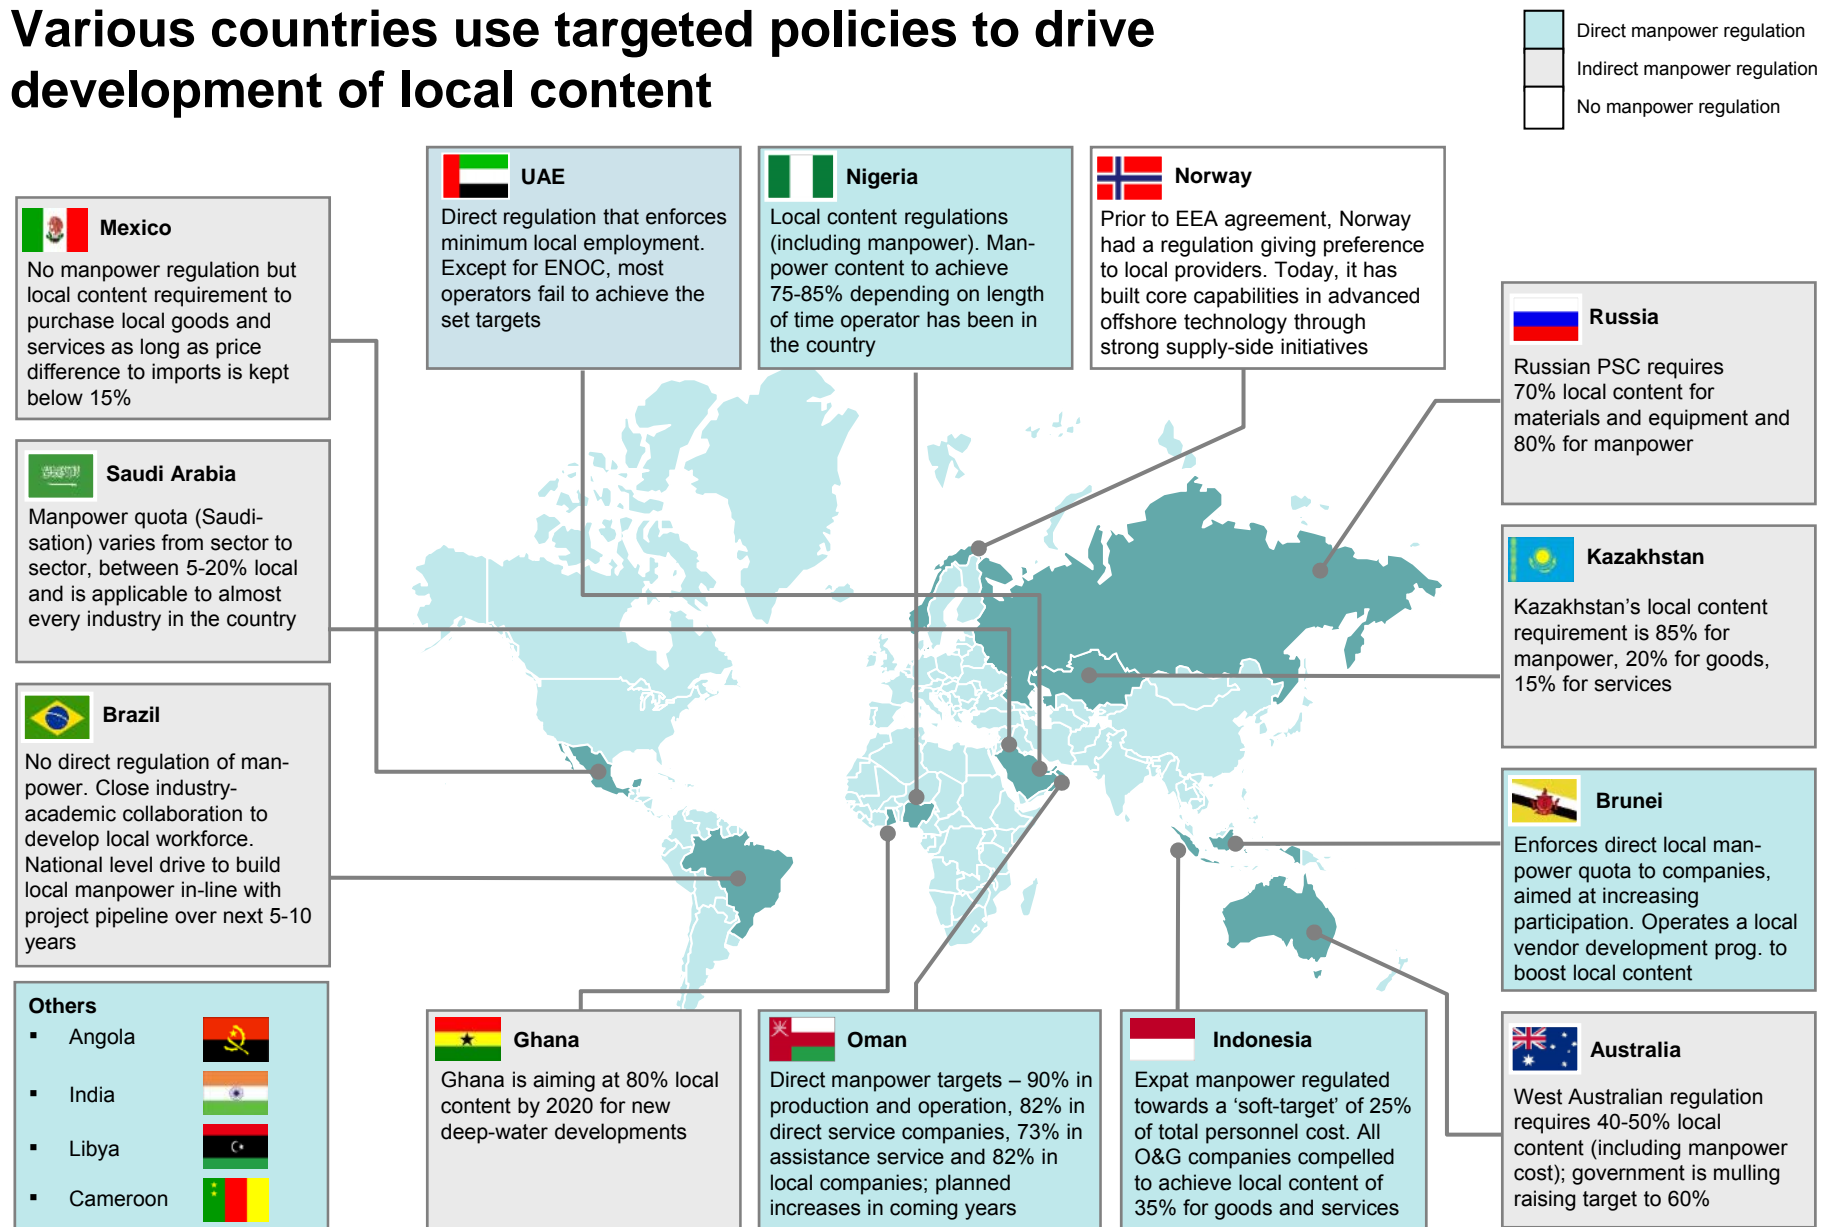 Various countries use targeted policies to drive
development of local content
Direct manpower regulation
Indirect manpower regulation
No manpower regulation
Mexico
No manpower regulation but
local content requirement to
purchase local goods and
services as long as price
difference to imports is kept
below 15%
Saudi Arabia
Manpower quota (Saudi-
sation) varies from sector to
sector, between 5-20% local
and is applicable to almost
every industry in the country
Brazil
No direct regulation of man-
power. Close industry-
academic collaboration to
develop local workforce.
National level drive to build
local manpower in-line with
project pipeline over next 5-10
years
Others
▪ Angola
▪ India
▪ Libya
▪ Cameroon
UAE
Direct regulation that enforces
minimum local employment.
Except for ENOC, most
operators fail to achieve the
set targets
Nigeria
Local content regulations
(including manpower). Man-
power content to achieve
75-85% depending on length
of time operator has been in
the country
Norway
Prior to EEA agreement, Norway
had a regulation giving preference
to local providers. Today, it has
built core capabilities in advanced
offshore technology through
strong supply-side initiatives
Russia
Russian PSC requires
70% local content for
materials and equipment and
80% for manpower
Kazakhstan
Kazakhstan’s local content
requirement is 85% for
manpower, 20% for goods,
15% for services
Brunei
Enforces direct local man-
power quota to companies,
aimed at increasing
participation. Operates a local
vendor development prog. to
boost local content
Ghana
Ghana is aiming at 80% local
content by 2020 for new
deep-water developments
Oman
Direct manpower targets – 90% in
production and operation, 82% in
direct service companies, 73% in
assistance service and 82% in
local companies; planned
increases in coming years
Indonesia
Expat manpower regulated
towards a ‘soft-target’ of 25%
of total personnel cost. All
O&G companies compelled
to achieve local content of
35% for goods and services
Australia
West Australian regulation
requires 40-50% local
content (including manpower
cost); government is mulling
raising target to 60%